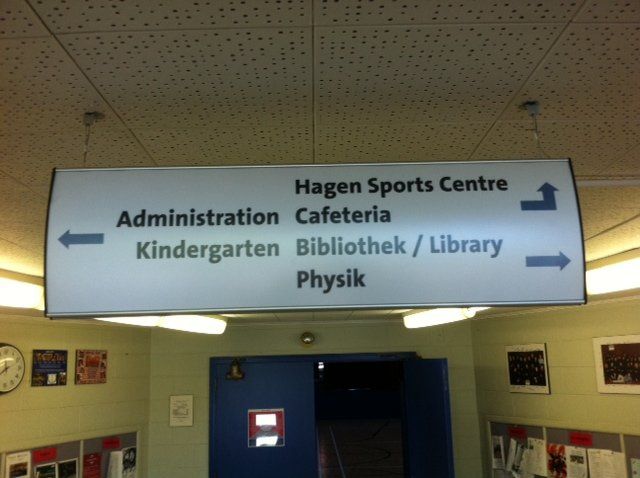 Hagen Sports Centre
Administration Cafeteria
Kindergarten Bibliothek / Library
Physik